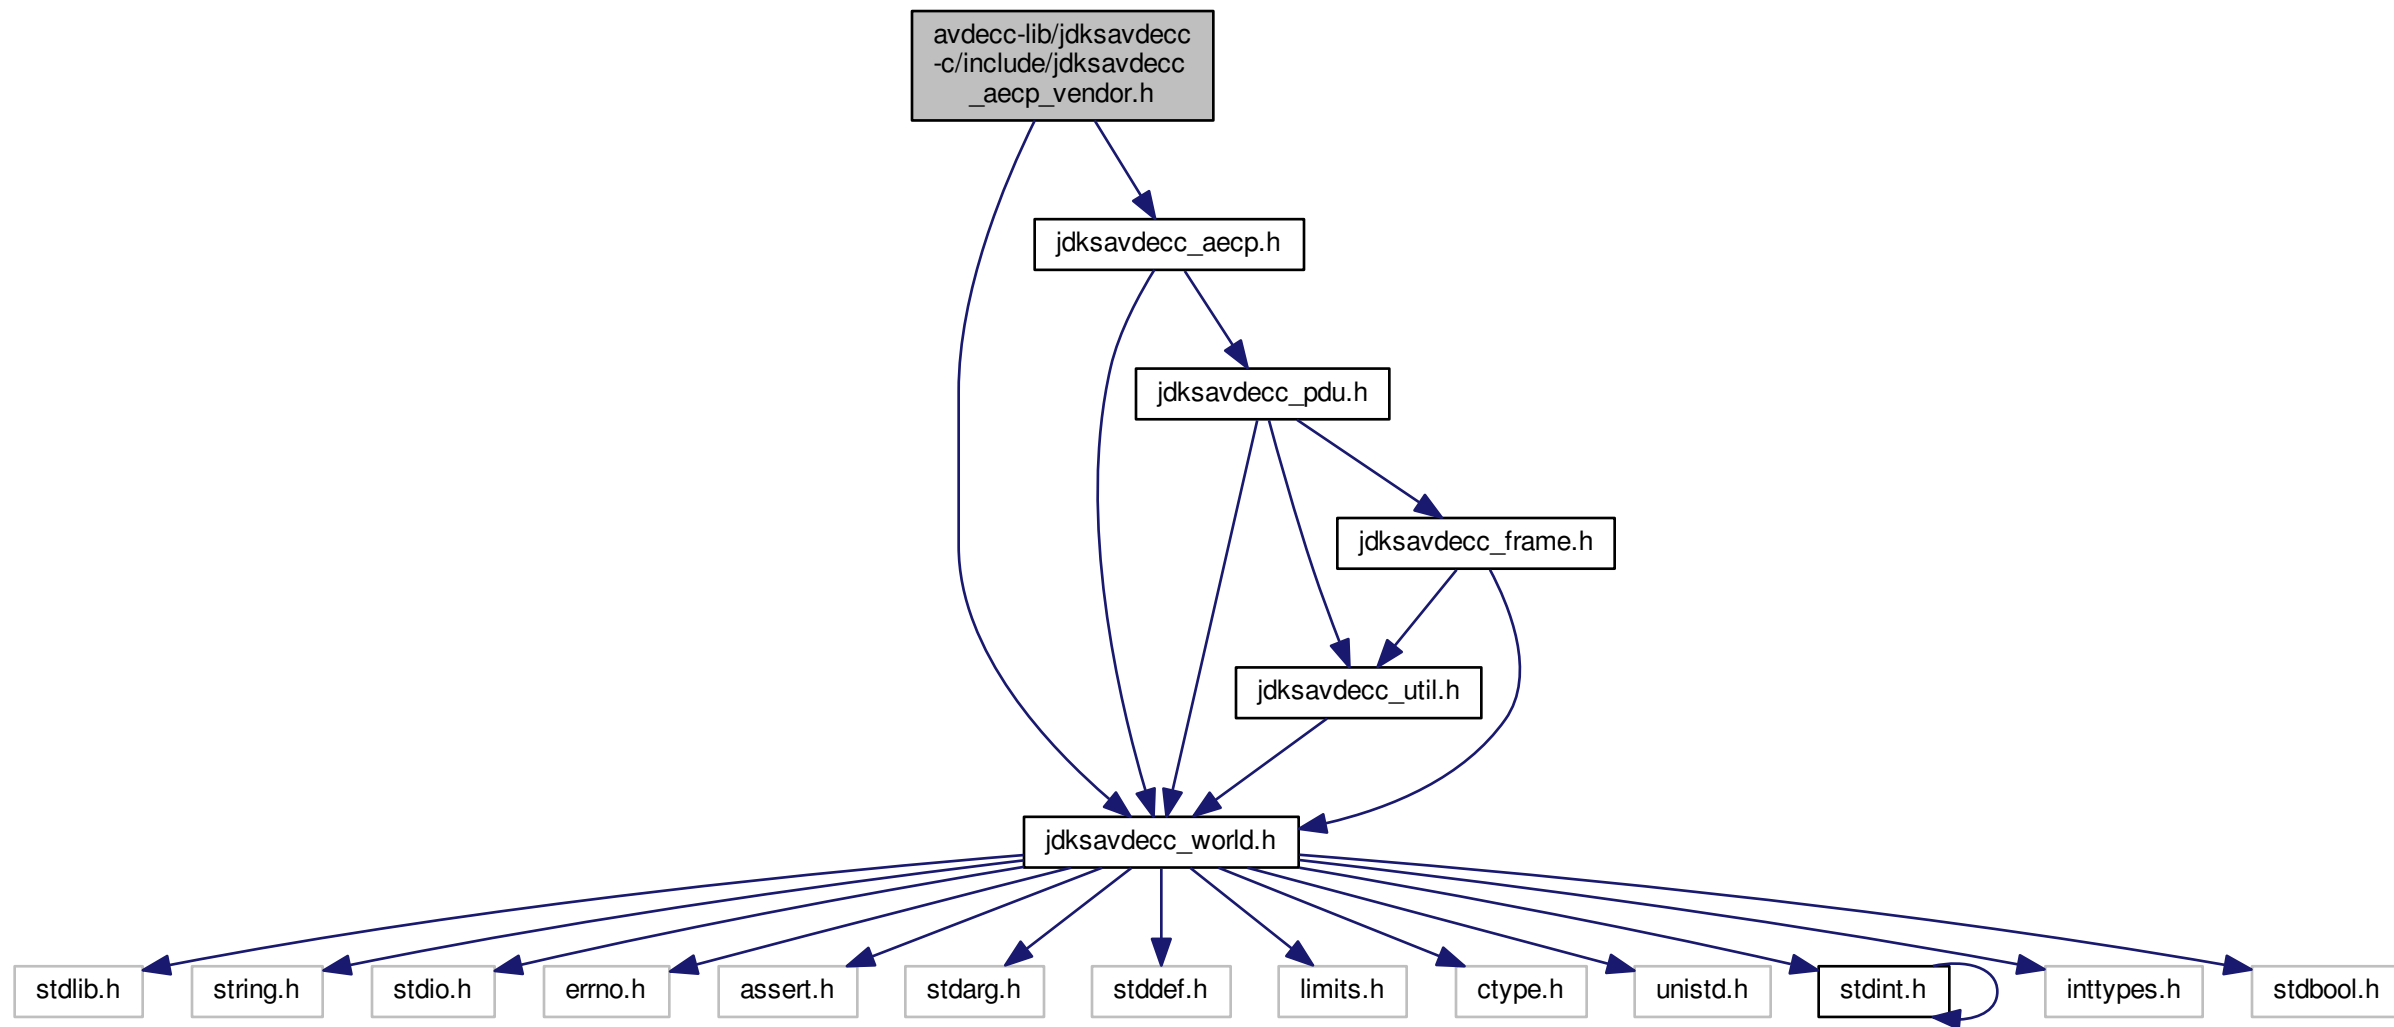 avdecc-lib/jdksavdecc
-c/include/jdksavdecc
_aecp_vendor.h
jdksavdecc_aecp.h
jdksavdecc_pdu.h
jdksavdecc_frame.h
jdksavdecc_util.h
jdksavdecc_world.h
stdlib.h
string.h
stdio.h
errno.h
assert.h
stdarg.h
stddef.h
limits.h
ctype.h
unistd.h
stdint.h
inttypes.h
stdbool.h